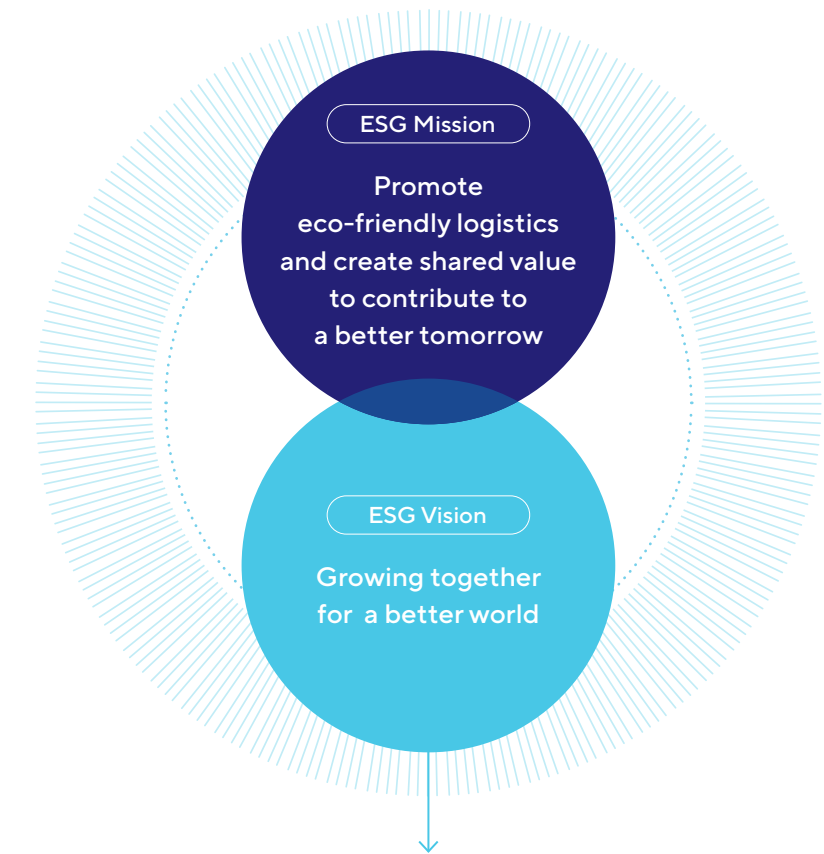 ESG Mission
Promote
eco-friendly logistics
and create shared value
to contribute to
a better tomorrow
ESG Vision
Growing together
for a better world